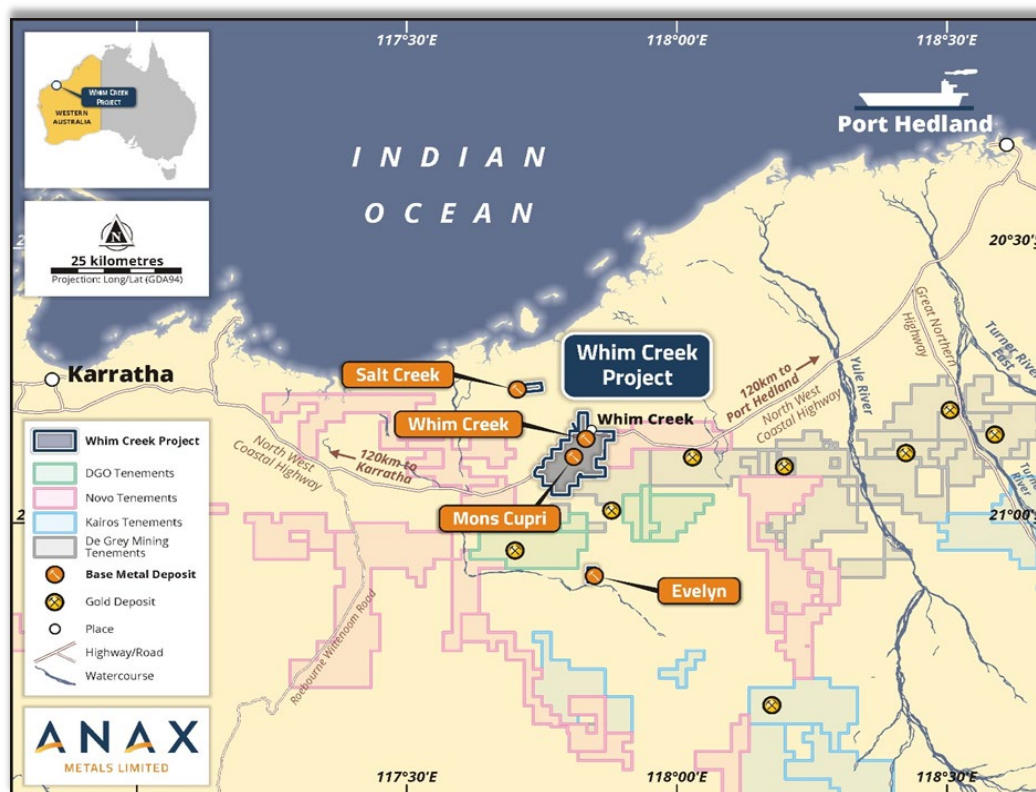 117°30'E
118°00'E
118°30'E
WHIM CREEK
PROJECT
WESTERN
AUSTRALIA
N
25 kilometres
Projection: Long/Lat (GDA94)
INDIAN
OCEAN
Port Hedland
20°30'S
Karratha
Salt Creek
Whim Creek
Project
Whim Creek
Whim Creek
Mons Cupri
Evelyn
120km to
Port Hedland
North West
Coastal Highway
Yule River
Great Northern
Highway
Turner River
East
Turner
River
North West
Coastal Highway
120km to
Karratha
Roebourne Wittenoom Road
21°00'S
Whim Creek Project
DGO Tenements
Novo Tenements
Kairos Tenements
De Grey Mining
Tenements
Base Metal Deposit
Gold Deposit
Place
Highway/Road
Watercourse
ANAX
METALS LIMITED
117°30'E
118°00'E
118°30'E